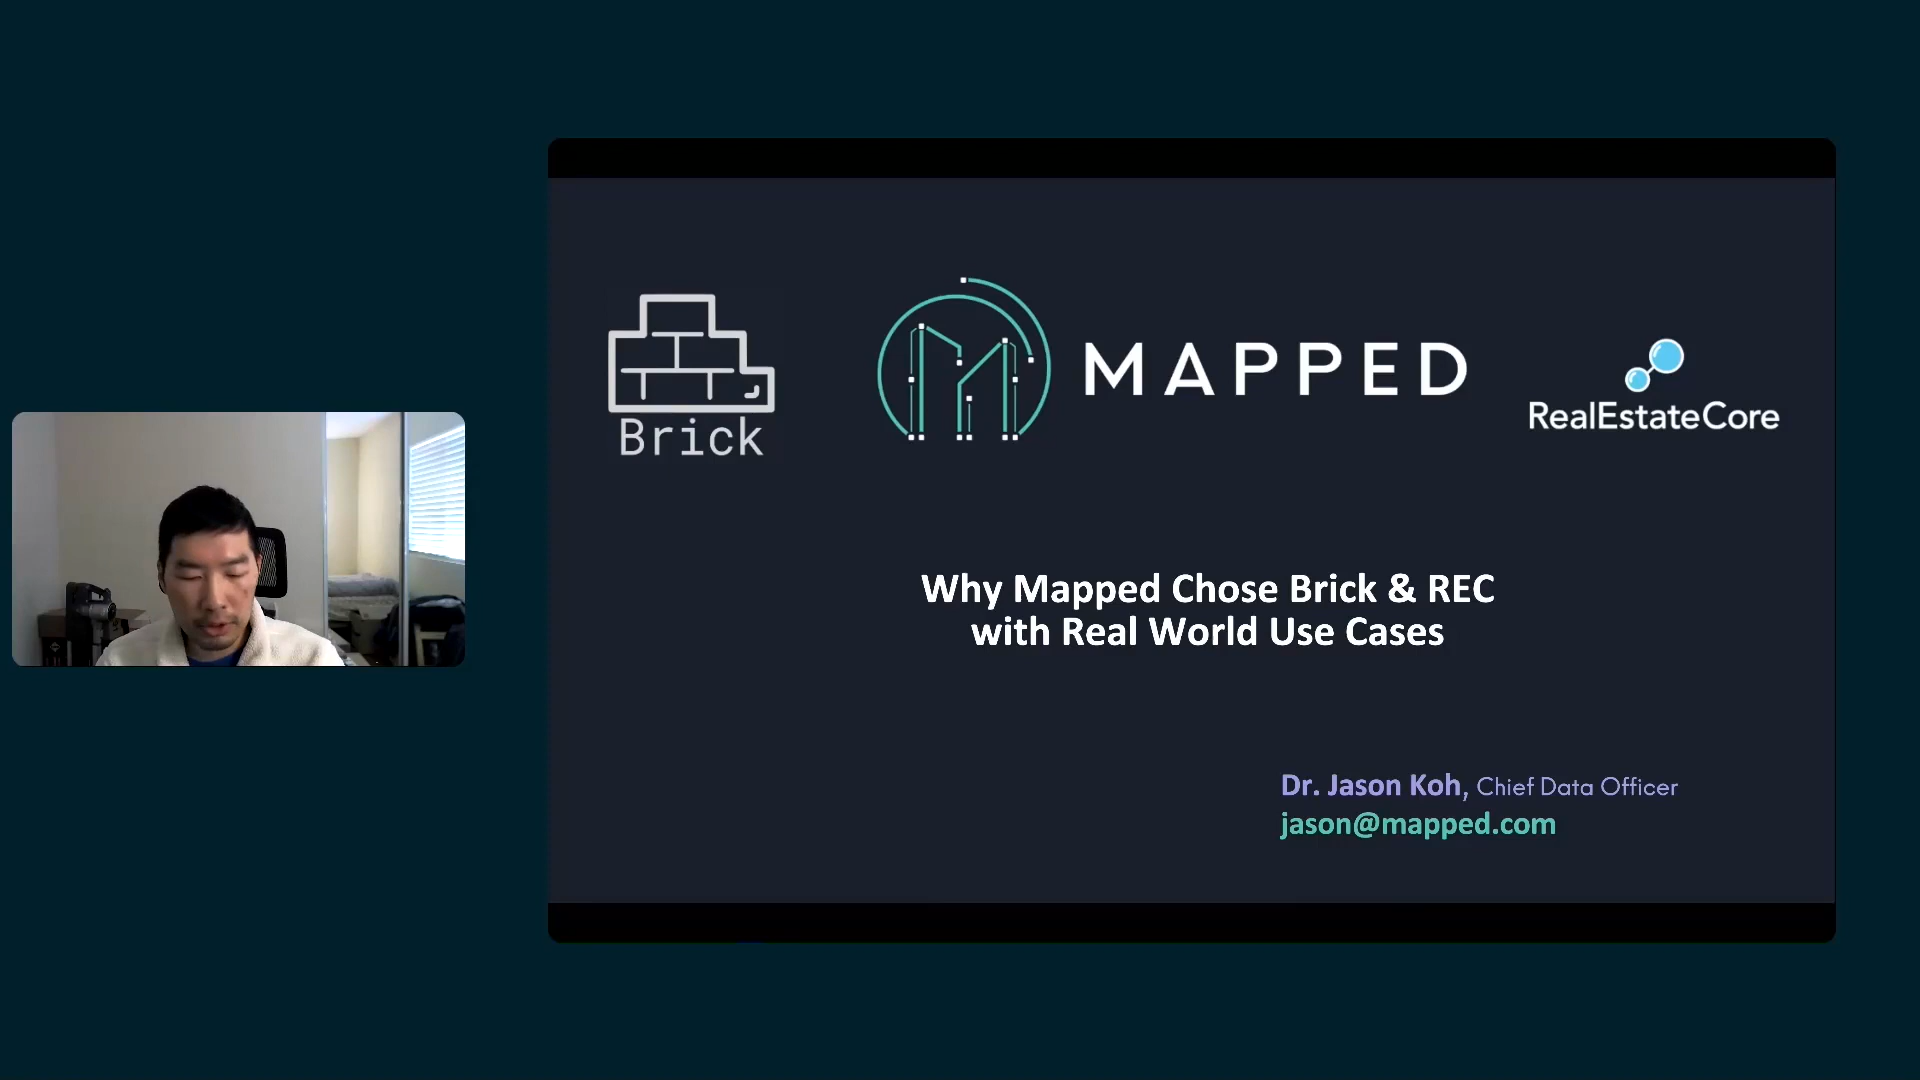 Brick
MAPPED
RealEstateCore
Why Mapped Chose Brick & REC
with Real World Use Cases
Dr. Jason Koh, Chief Data Officer
jason@mapped.com